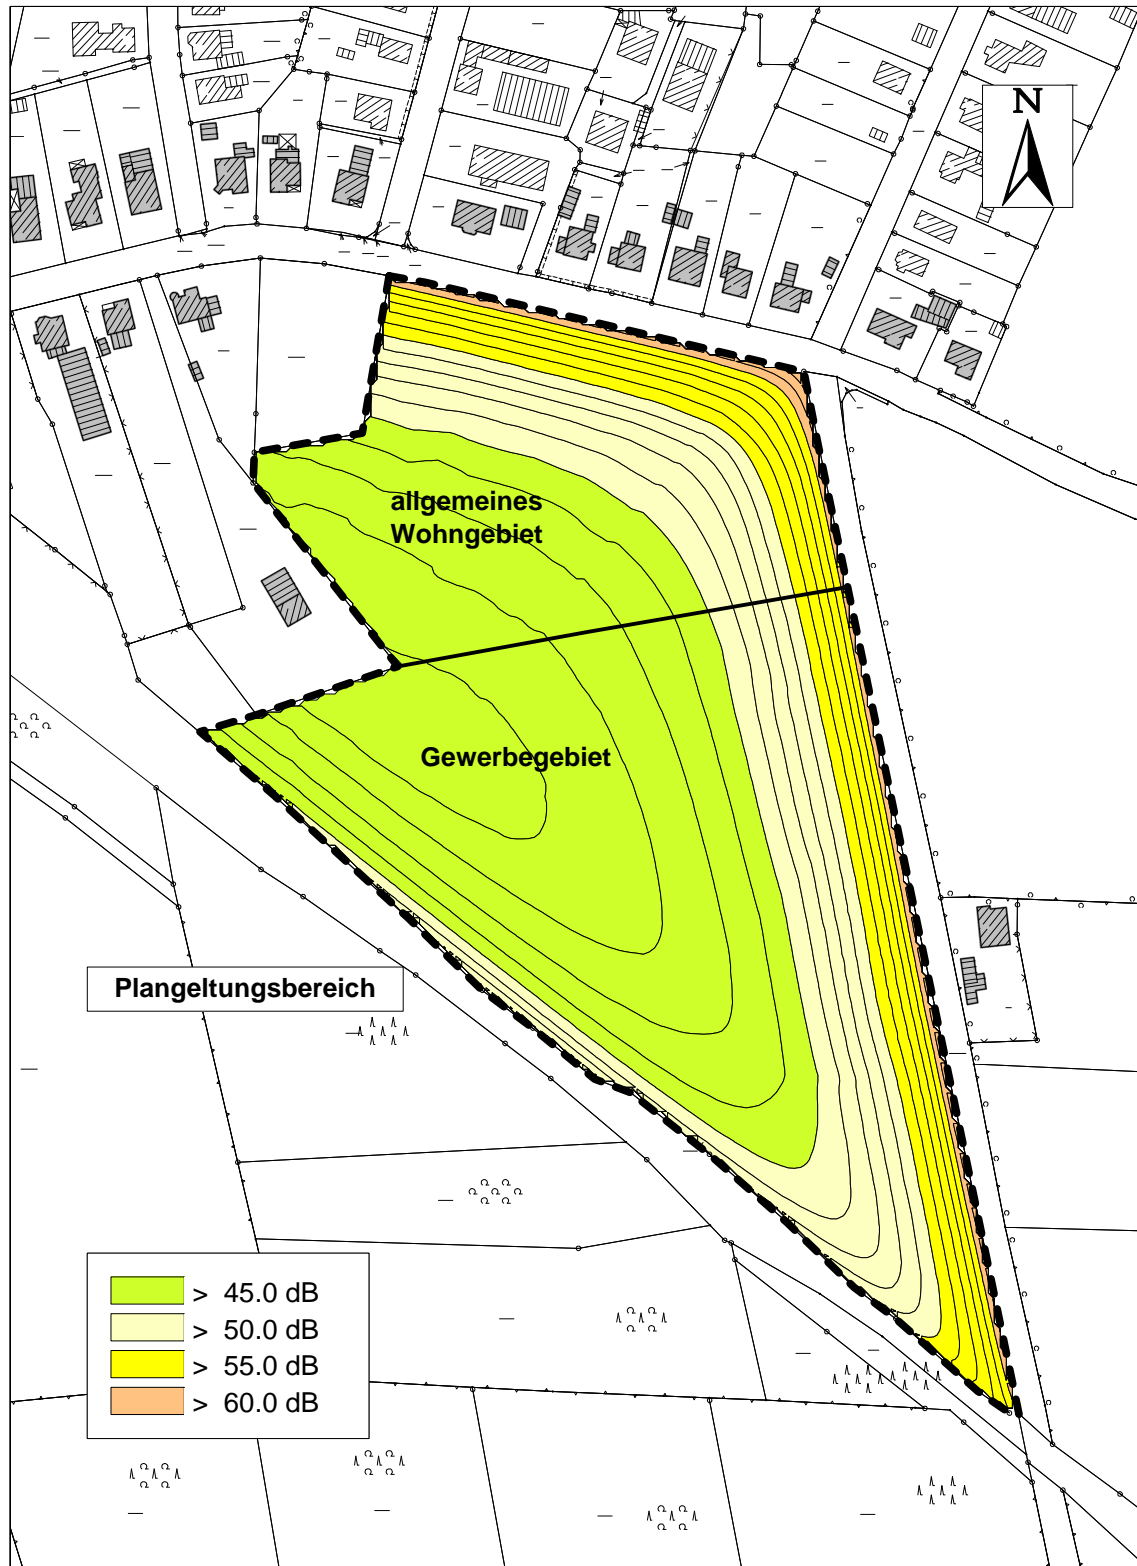 N
allgemeines
Wohngebiet
Gewerbegebiet
Plangeltungsbereich
> 45.0 dB
> 50.0 dB
> 55.0 dB
> 60.0 dB